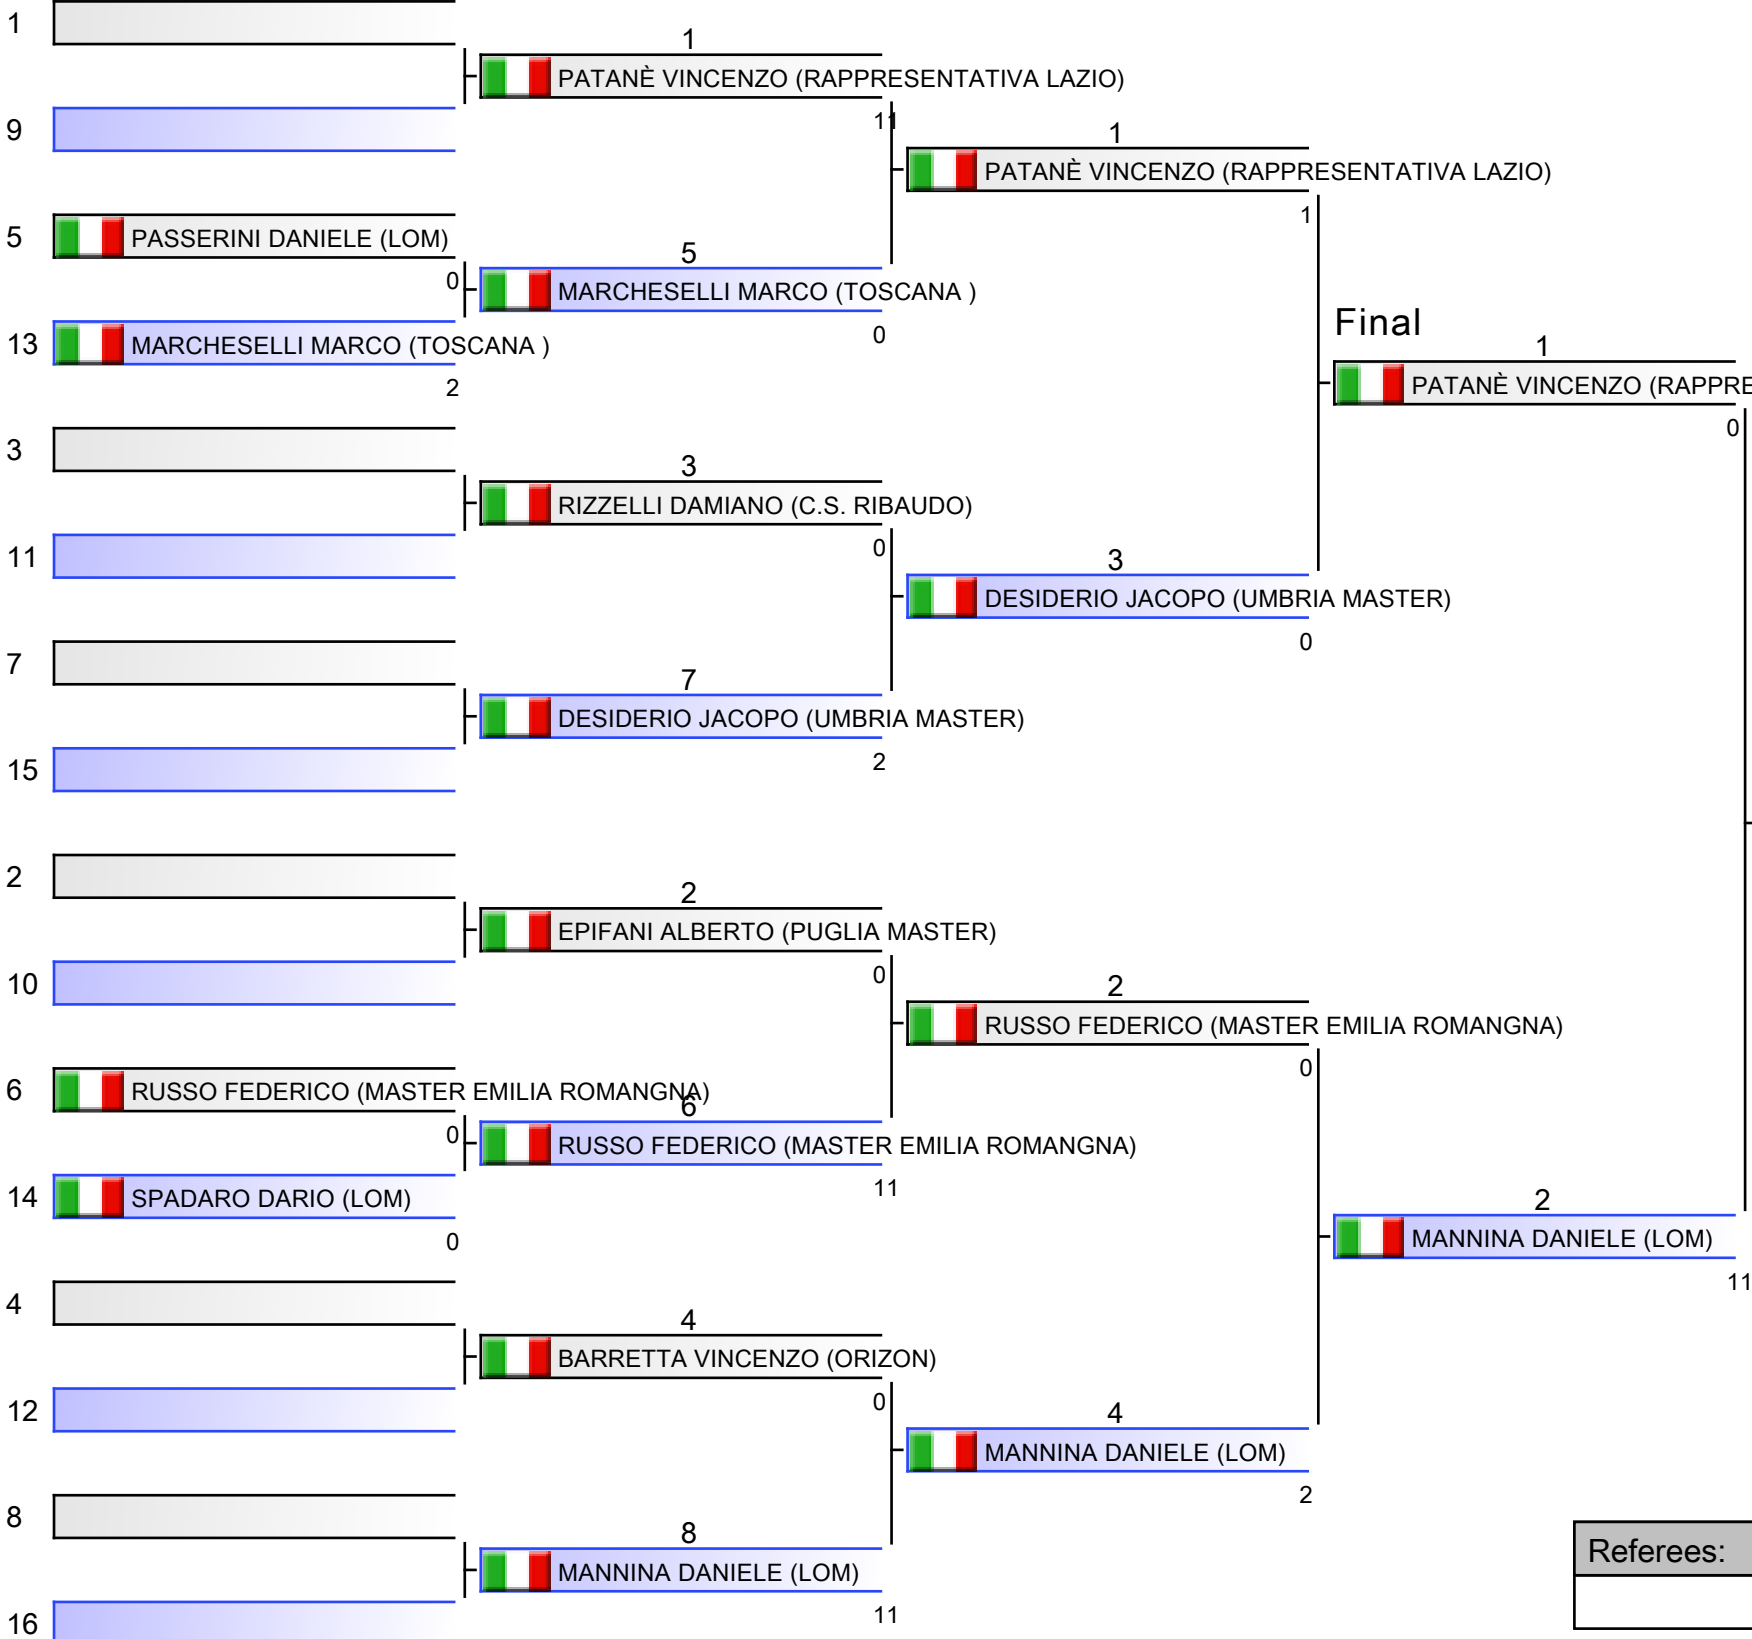 1
1
PATANÈ VINCENZO (RAPPRESENTATIVA LAZIO)
11
9
1
PATANÈ VINCENZO (RAPPRESENTATIVA LAZIO)
1
5
PASSERINI DANIELE (LOM)
0
5
MARCHESELLI MARCO (TOSCANA )
0
13
MARCHESELLI MARCO (TOSCANA )
2
Final
1
PATANÈ VINCENZO (RAPPRE
0
3
3
RIZZELLI DAMIANO (C.S. RIBAUDO)
0
11
3
DESIDERIO JACOPO (UMBRIA MASTER)
0
7
7
DESIDERIO JACOPO (UMBRIA MASTER)
2
15
2
2
EPIFANI ALBERTO (PUGLIA MASTER)
0
10
2
RUSSO FEDERICO (MASTER EMILIA ROMANGNA)
0
6
RUSSO FEDERICO (MASTER EMILIA ROMANGNA)
0
6
RUSSO FEDERICO (MASTER EMILIA ROMANGNA)
11
14
SPADARO DARIO (LOM)
0
2
MANNINA DANIELE (LOM)
11
4
4
BARRETTA VINCENZO (ORIZON)
0
12
4
MANNINA DANIELE (LOM)
2
8
8
MANNINA DANIELE (LOM)
11
16
Referees: